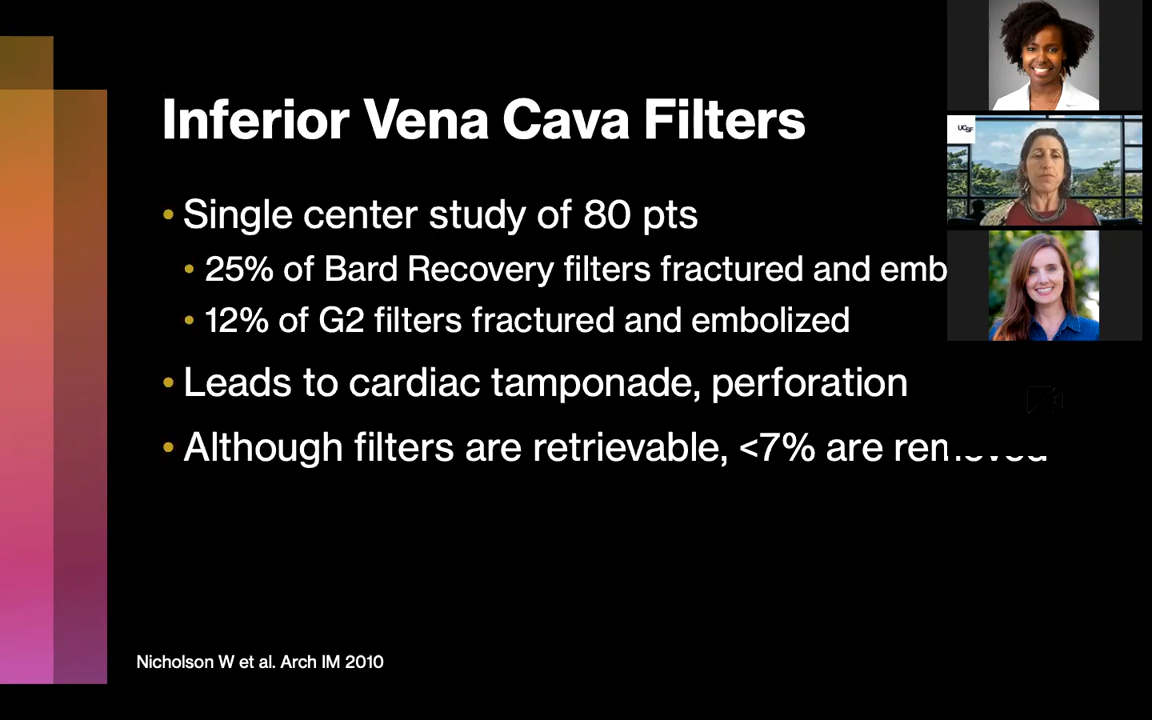 Inferior Vena Cava Filters
• Single center study of 80 pts
• 25% of Bard Recovery filters fractured and emb
• 12% of G2 filters fractured and embolized
• Leads to cardiac tamponade, perforation
• Although filters are retrievable, <7% are removed
Nicholson W et al. Arch IM 2010
UCSF